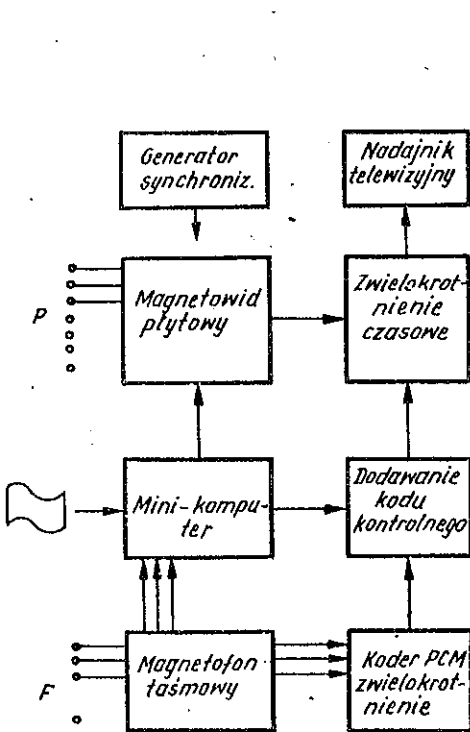 Generator
synchroniz.
Nadajnik
telewizyjny
P
Magnetowid
płytowy
Zwielokrot-
nienie
czasowe
Mini-kompu-
ter
Dodawanie
kodu
kontrolnego
F
Magnetofon
taśmowy
Koder PCM
zwielokrot-
nienie